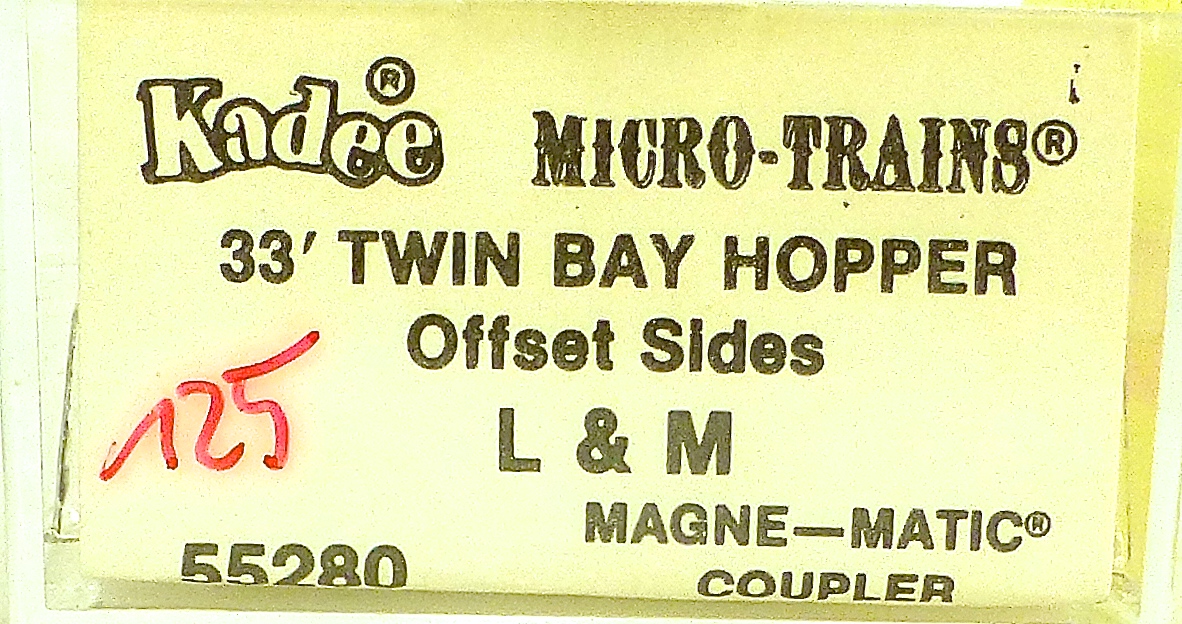 Kadee® MICRO-TRAINS®
33' TWIN BAY HOPPER
Offset Sides
125
L & M
MAGNE—MATIC®
55280 COUPLER